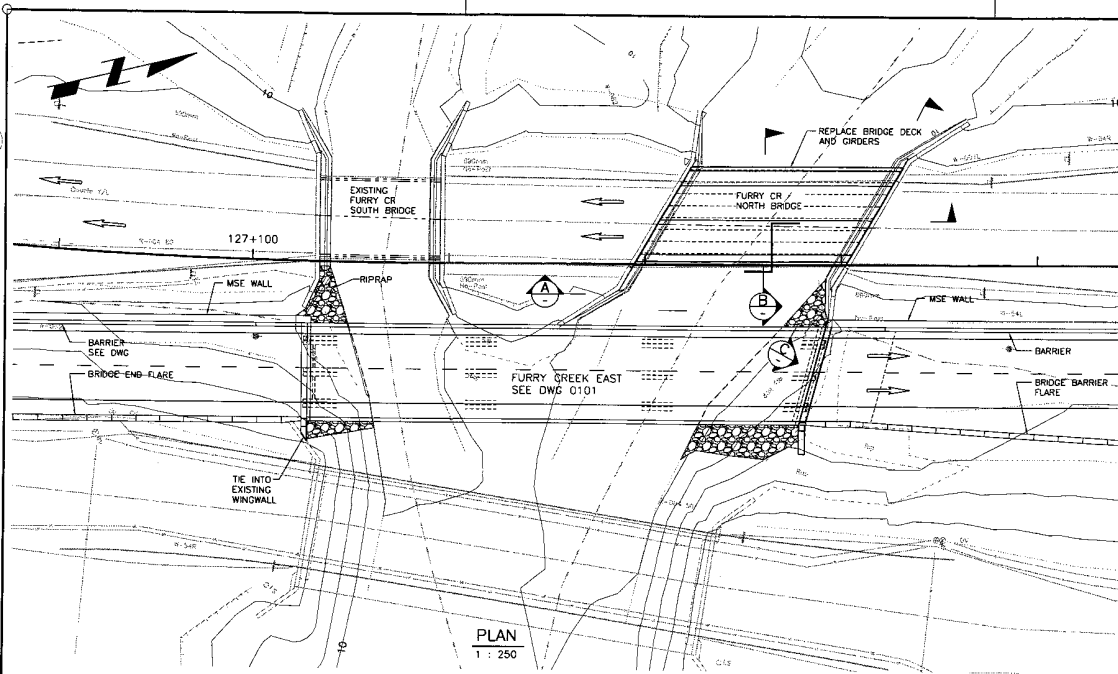 REPLACE BRIDGE DECK
AND GIRDERS
EXISTING
FURRY CR
SOUTH BRIDGE
FURRY CR
NORTH BRIDGE
127+100
MSE WALL
RIPRAP
A
-
B
-
C
-
MSE WALL
BARRIER
SEE DWG
BARRIER
BRIDGE END FLARE
FURRY CREEK EAST
SEE DWG 0101
BRIDGE BARRIER
FLARE
TIE INTO
EXISTING
WINGWALL
W-54R
10
PLAN
1 : 250